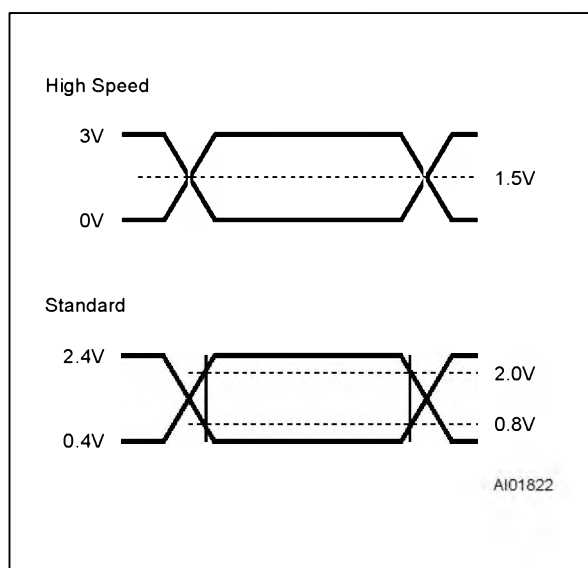 High Speed
3V
1.5V
0V
Standard
2.4V
2.0V
0.8V
0.4V
AI01822